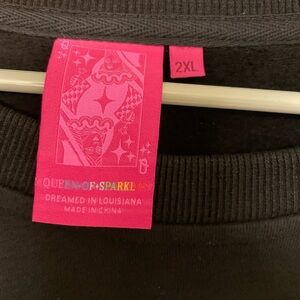 2XL
QUEEN·OF·SPARKLES
DREAMED IN LOUISIANA
MADE IN CHINA